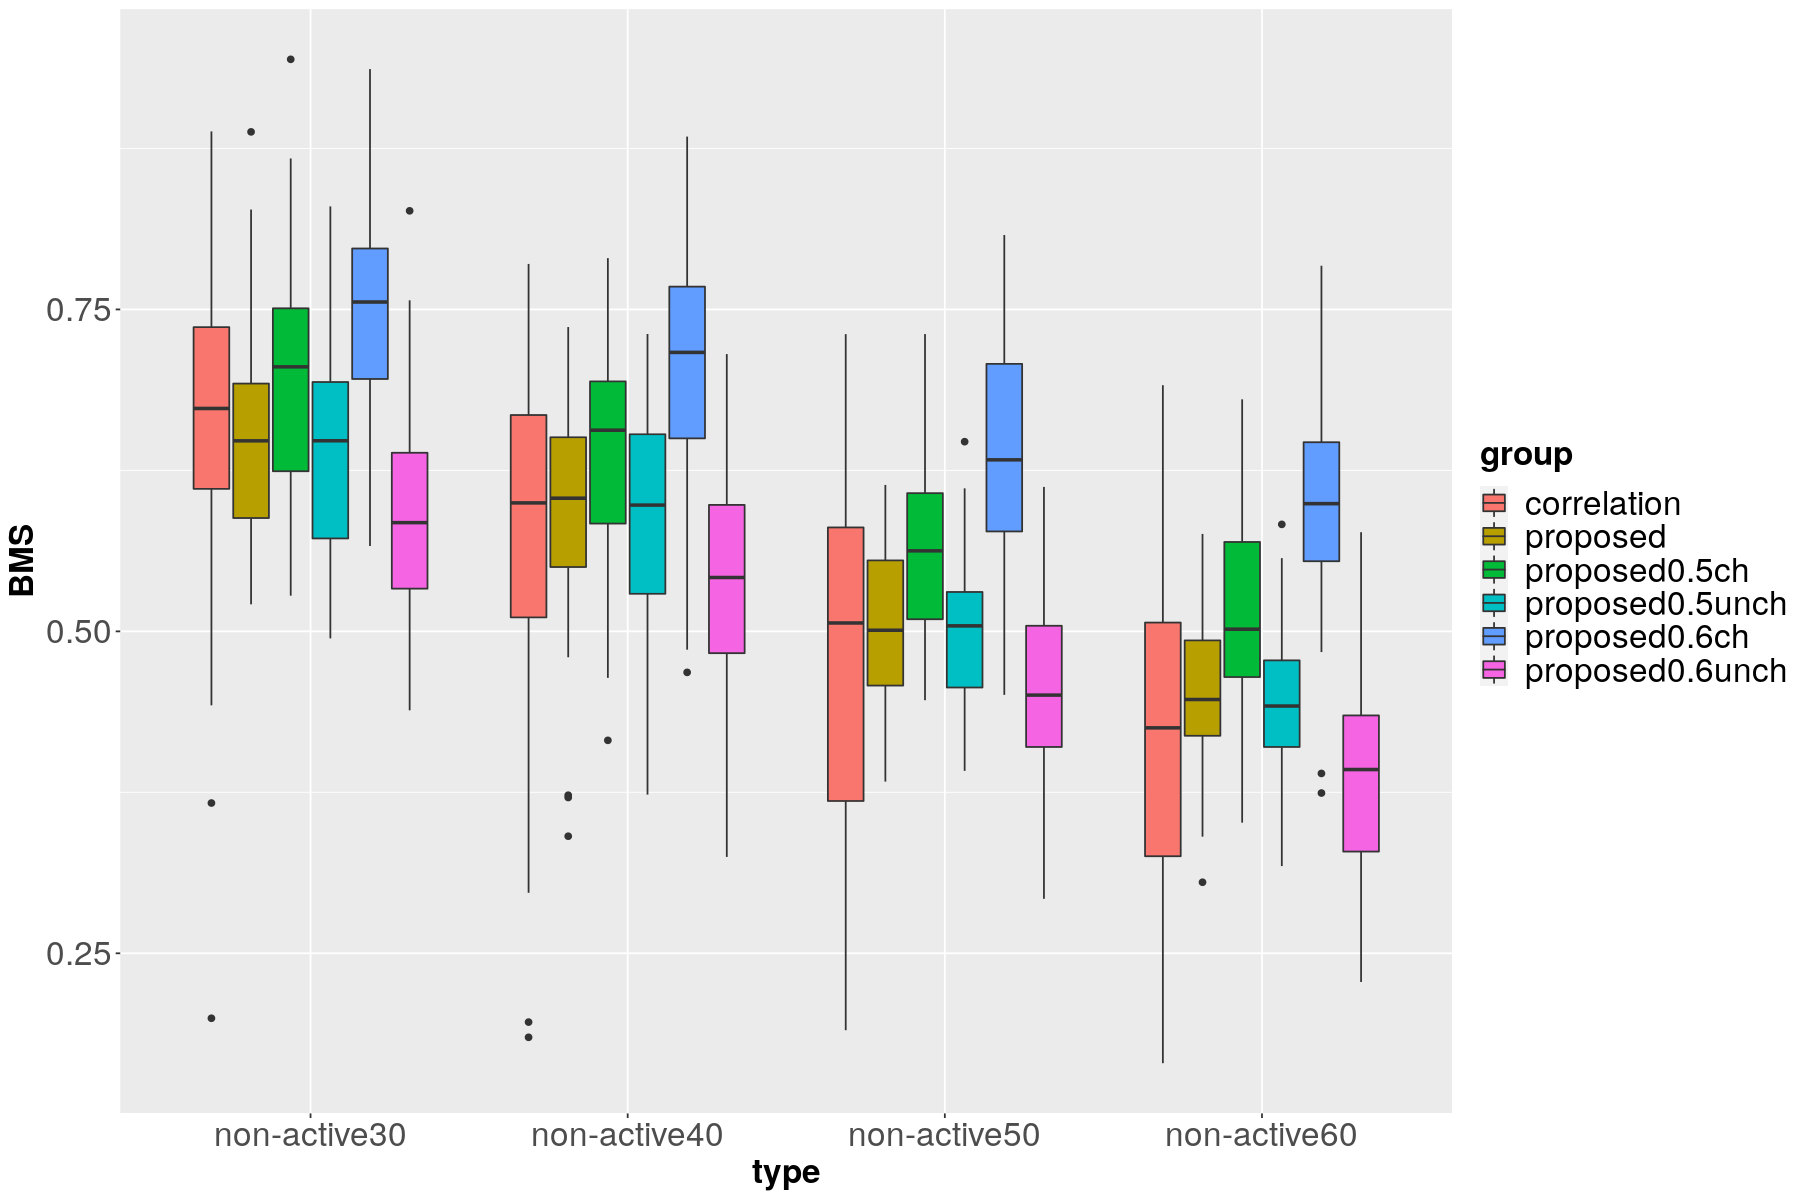 BMS
0.75
0.50
0.25
non-active30
non-active40
non-active50
non-active60
type
group
correlation
proposed
proposed0.5ch
proposed0.5unch
proposed0.6ch
proposed0.6unch